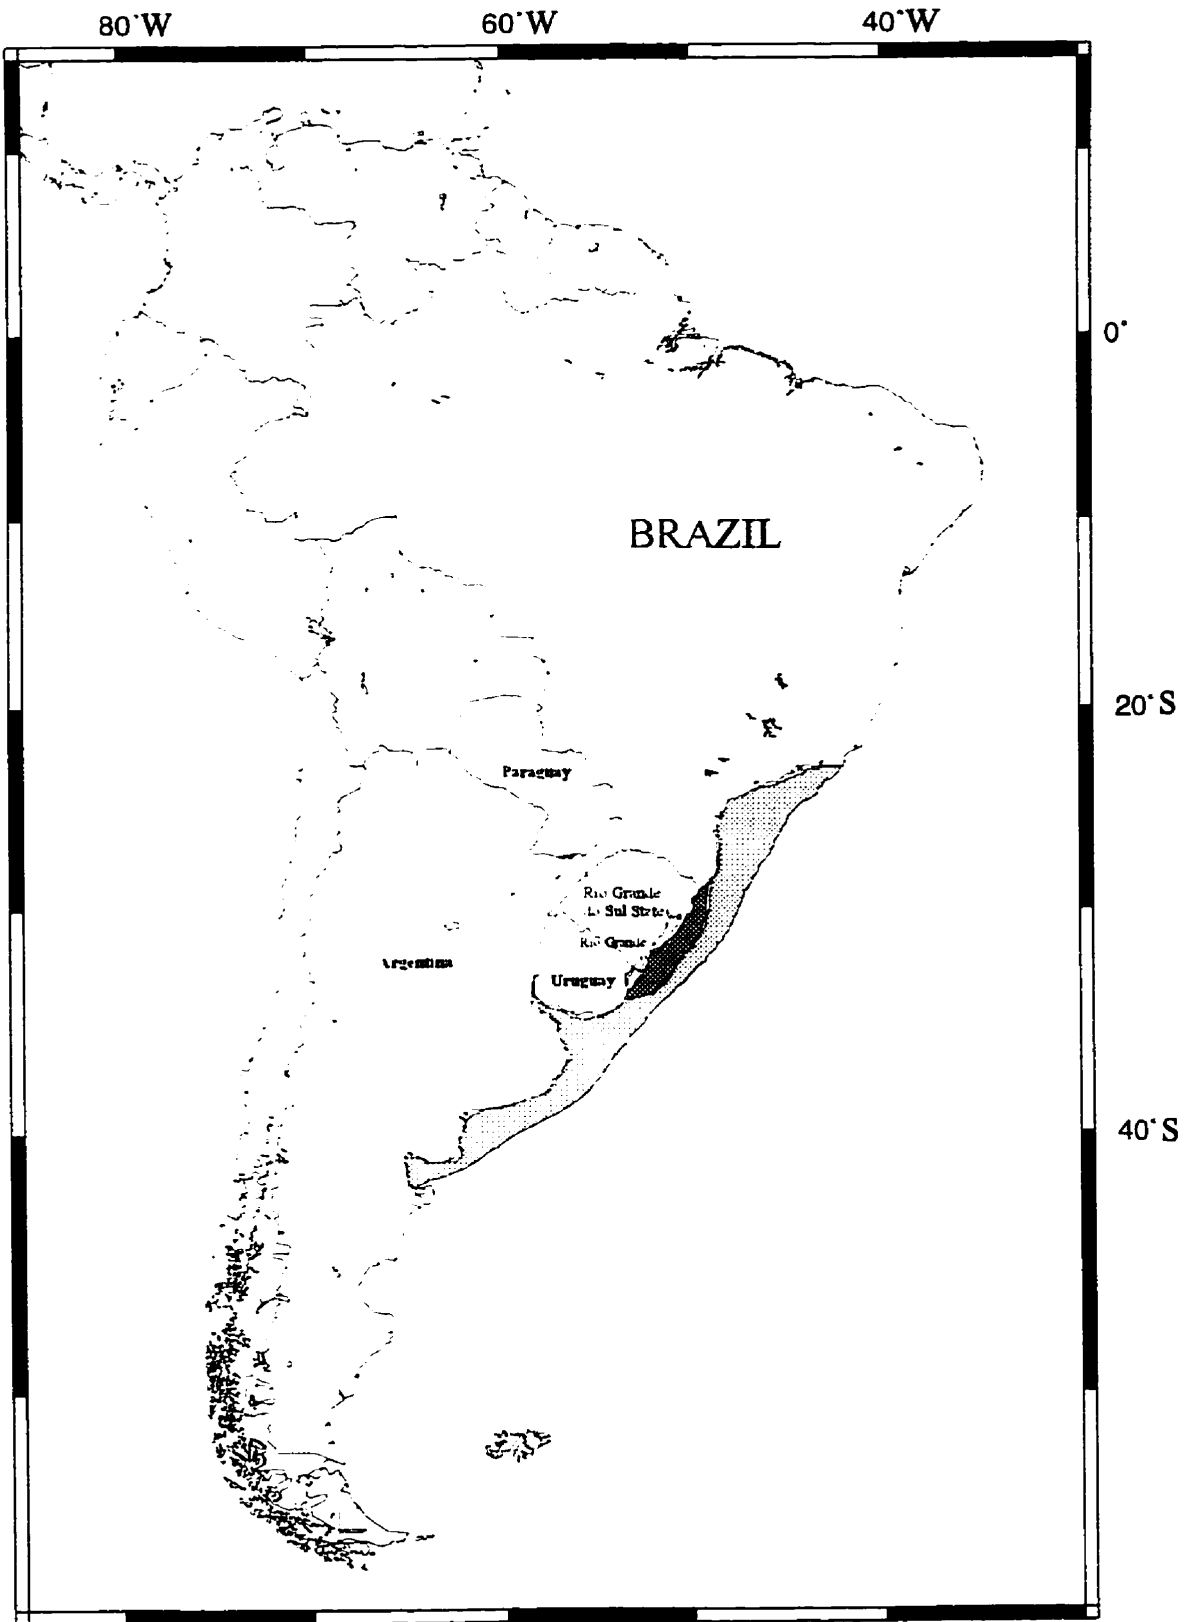 80°W 60°W 40°W
0°
BRAZIL
20°S
Paraguay
Rio Grande
do Sul State
Rio Grande
Argentina
Uruguay
40°S